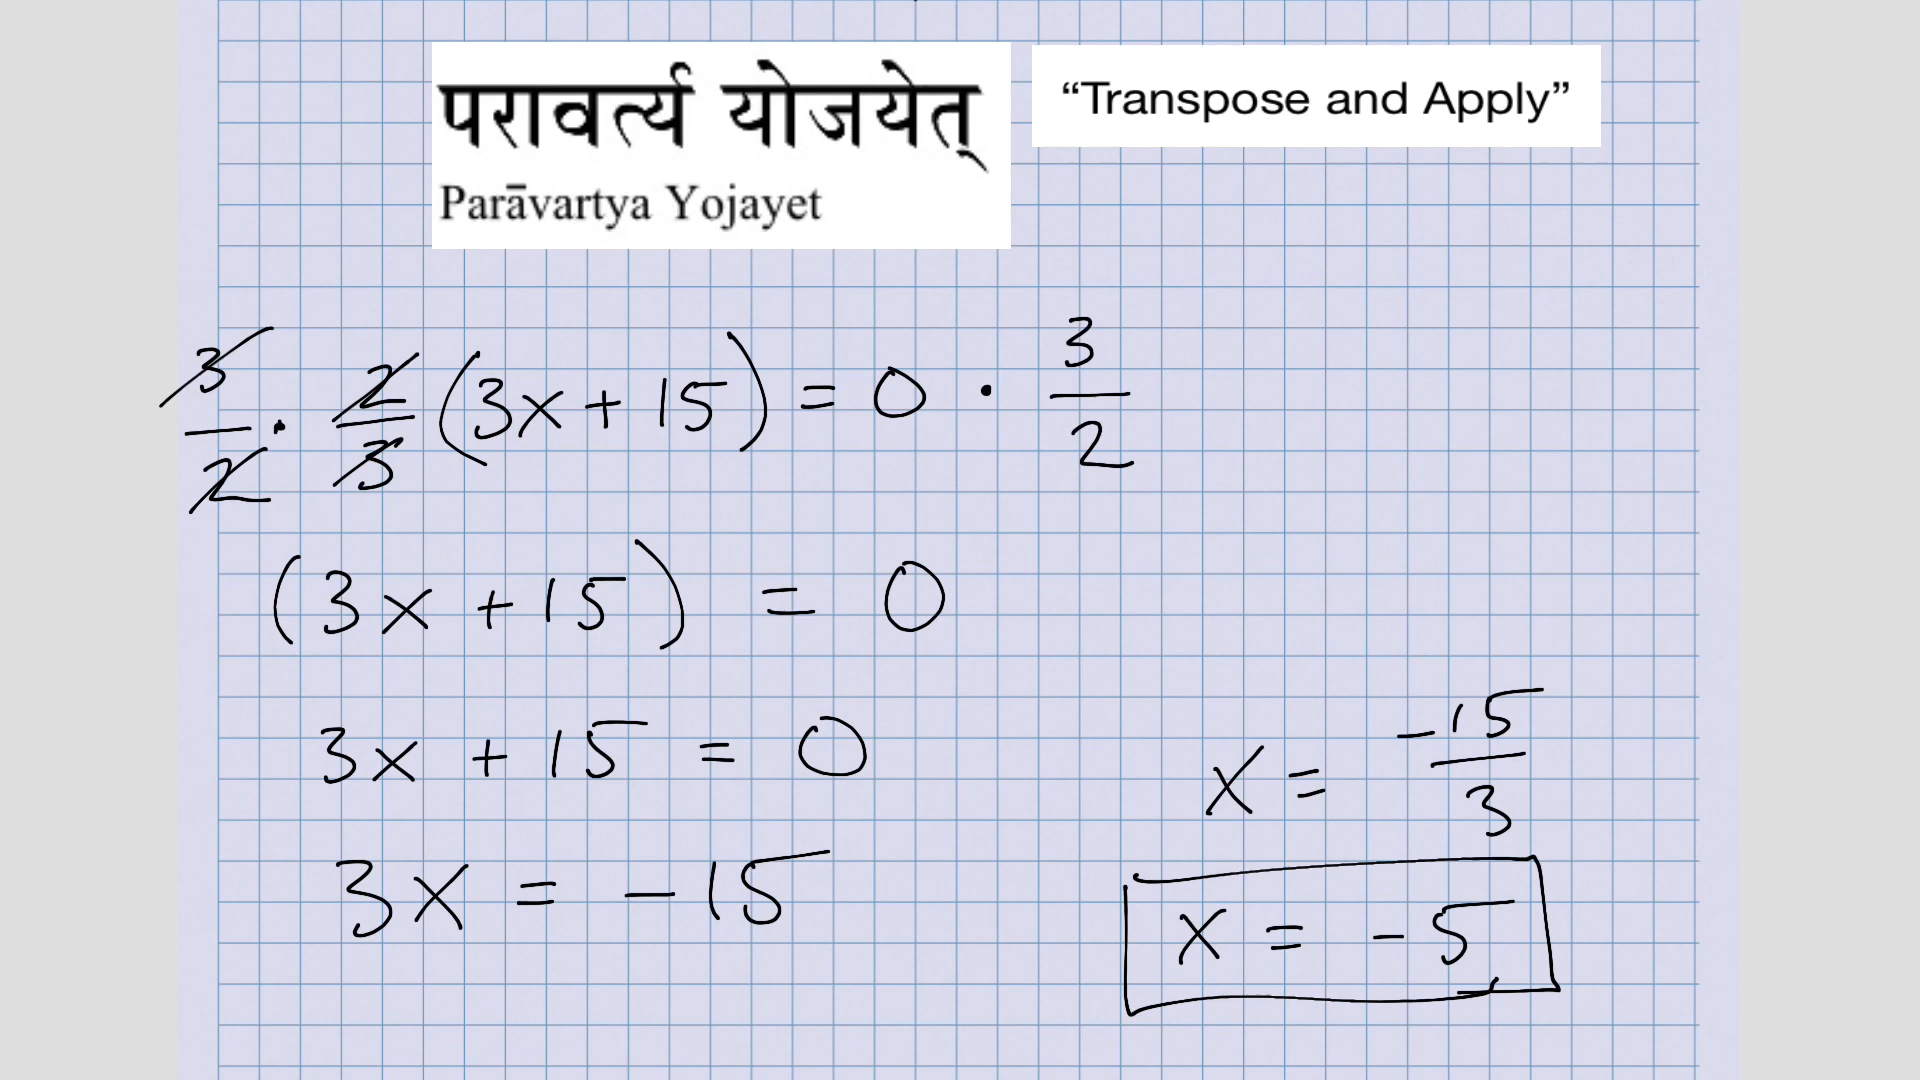 परावर्त्य योजयेत्
“Transpose and Apply”
Parāvartya Yojayet
3/2 · 2/3 (3x + 15) = 0 · 3/2
(3x + 15) = 0
3x + 15 = 0
3x = -15
x = -15/3
x = -5